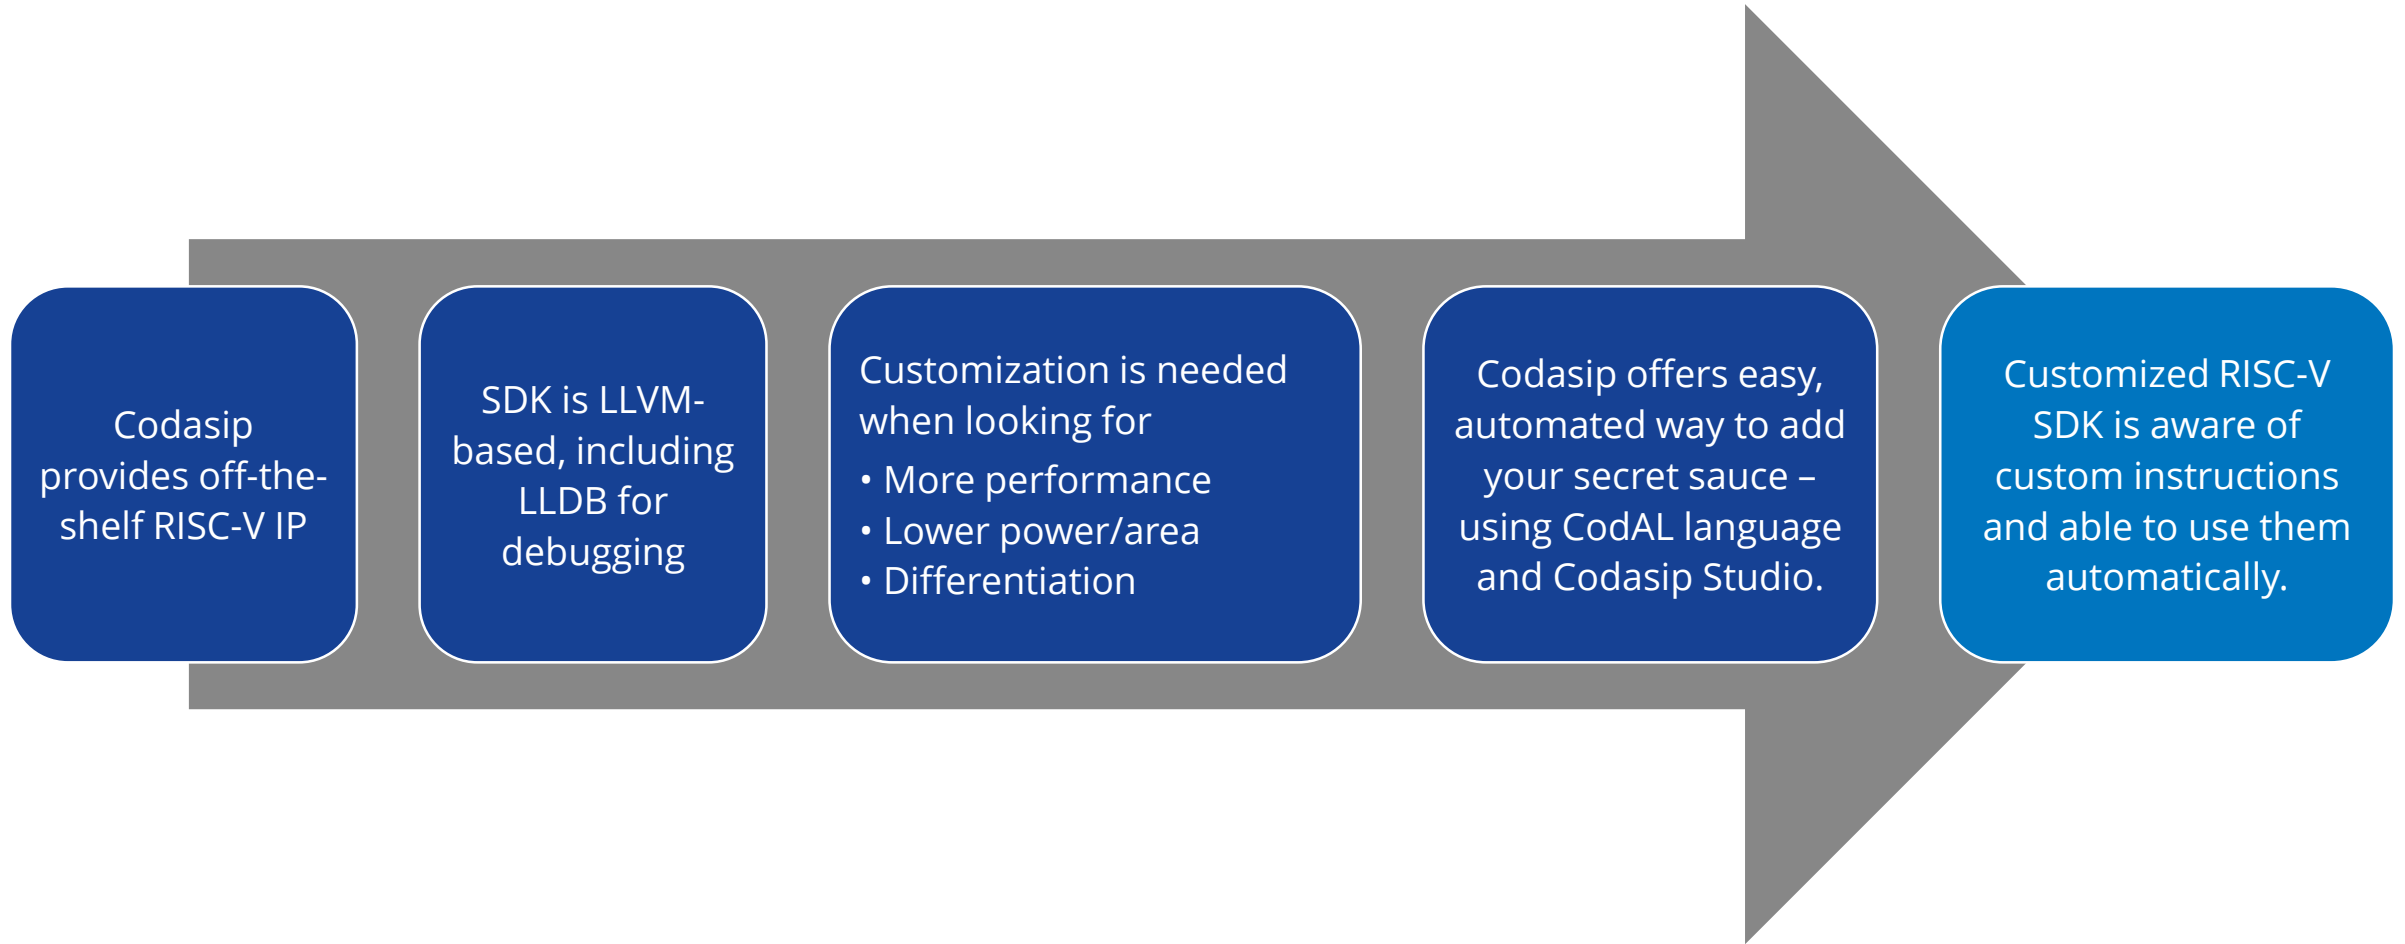 Codasip
provides off-the-
shelf RISC-V IP
SDK is LLVM-
based, including
LLDB for
debugging
Customization is needed
when looking for
• More performance
• Lower power/area
• Differentiation
Codasip offers easy,
automated way to add
your secret sauce –
using CodAL language
and Codasip Studio.
Customized RISC-V
SDK is aware of
custom instructions
and able to use them
automatically.